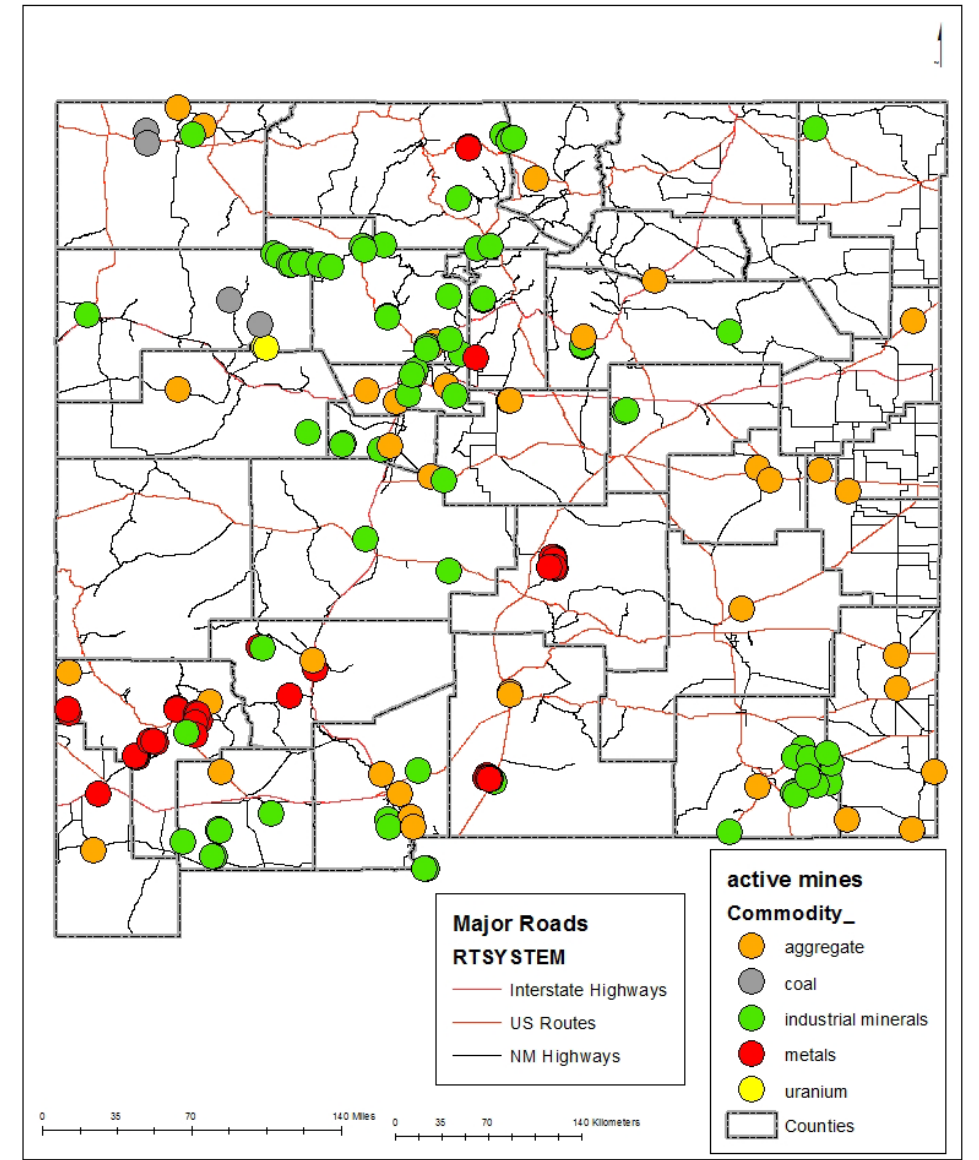 active mines
Commodity_
aggregate
coal
industrial minerals
metals
uranium
Counties
Major Roads
RTSYSTEM
Interstate Highways
US Routes
NM Highways
0 35 70 140 Miles
0 35 70 140 Kilometers